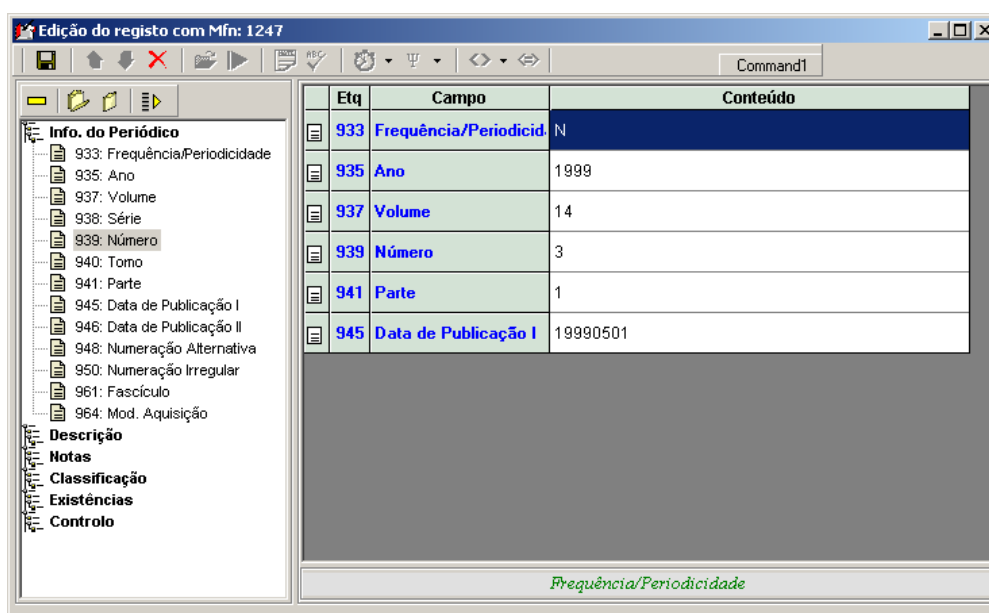 Edição do registo com Mfn: 1247
ABC
Command1
Info. do Periódico
933: Frequência/Periodicidade
935: Ano
937: Volume
938: Série
939: Número
940: Tomo
941: Parte
945: Data de Publicação I
946: Data de Publicação II
948: Numeração Alternativa
950: Numeração Irregular
961: Fascículo
964: Mod. Aquisição
Descrição
Notas
Classificação
Existências
Controlo
Etq Campo Conteúdo
933 Frequência/Periodicid N
935 Ano 1999
937 Volume 14
939 Número 3
941 Parte 1
945 Data de Publicação I 19990501
Frequência/Periodicidade